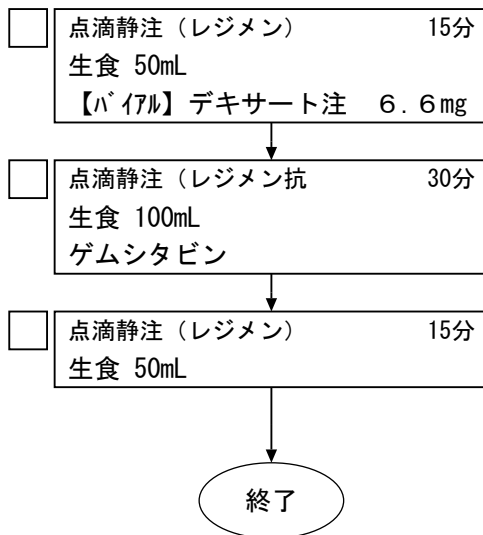 点滴静注（レジメン） 15分
生食 50mL
【ﾊﾞｲｱﾙ】デキサート注　６.６㎎
点滴静注（レジメン抗 30分
生食 100mL
ゲムシタビン
点滴静注（レジメン） 15分
生食 50mL
終了